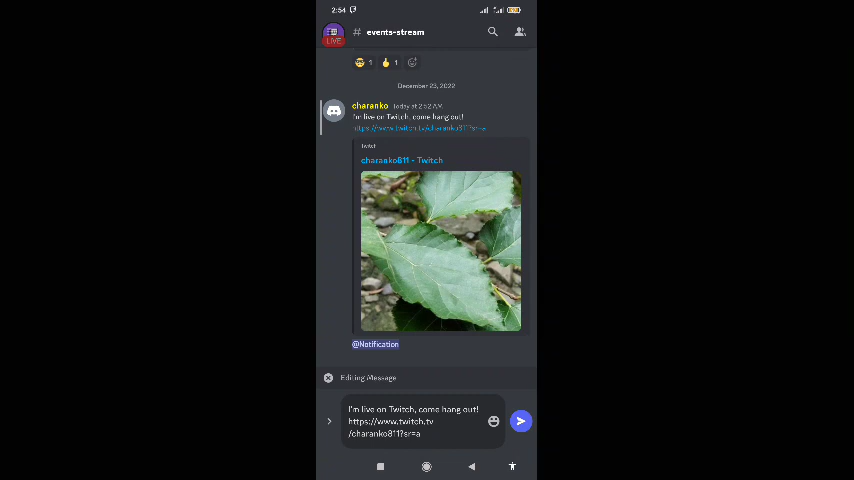 2:54
LIVE
# events-stream
1 1
December 23, 2022
charanko Today at 2:52 AM
I'm live on Twitch, come hang out!
https://www.twitch.tv/charanko811?sr=a
Twitch
charanko811 - Twitch
@Notification
Editing Message
I'm live on Twitch, come hang out!
https://www.twitch.tv
/charanko811?sr=a